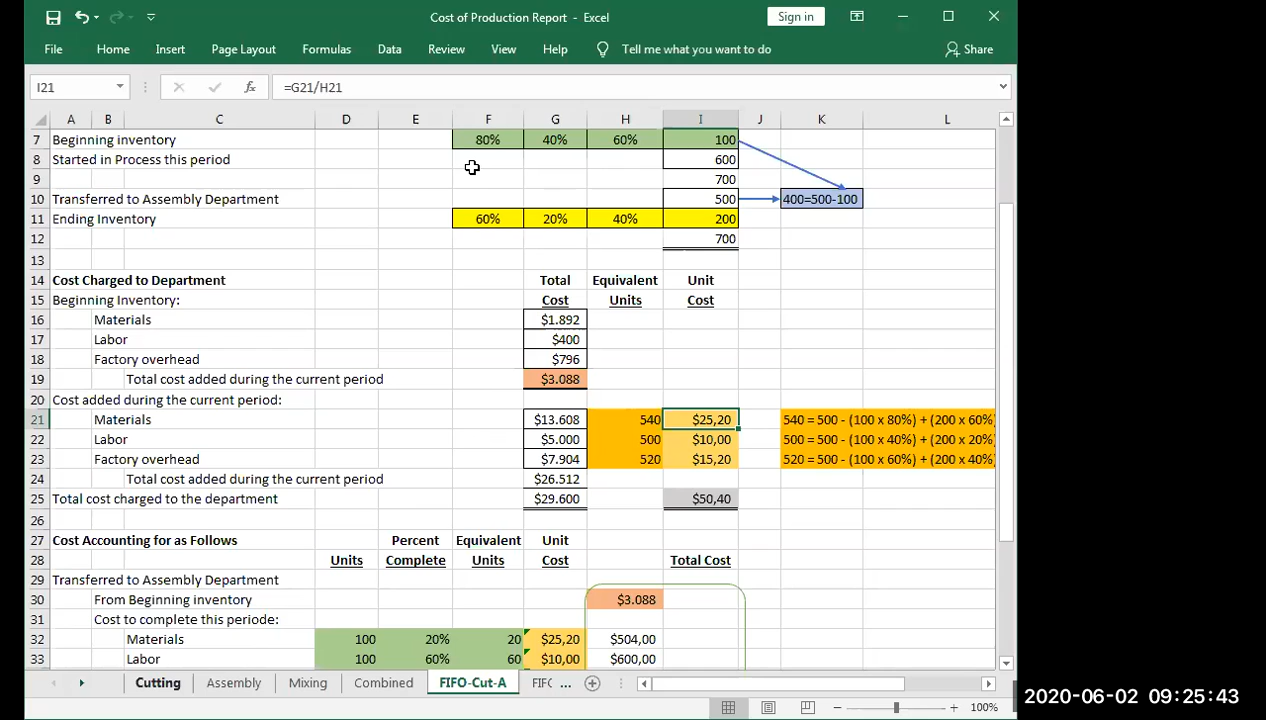 Cost of Production Report - Excel
Sign in
File Home Insert Page Layout Formulas Data Review View Help Tell me what you want to do Share
I21 fx =G21/H21
A B C D E F G H I J K L
7 Beginning inventory 80% 40% 60% 100
8 Started in Process this period 600
9 700
10 Transferred to Assembly Department 500 400=500-100
11 Ending Inventory 60% 20% 40% 200
12 700
13
14 Cost Charged to Department Total Equivalent Unit
15 Beginning Inventory: Cost Units Cost
16 Materials $1.892
17 Labor $400
18 Factory overhead $796
19 Total cost added during the current period $3.088
20 Cost added during the current period:
21 Materials $13.608 540 $25,20 540 = 500 - (100 x 80%) + (200 x 60%)
22 Labor $5.000 500 $10,00 500 = 500 - (100 x 40%) + (200 x 20%)
23 Factory overhead $7.904 520 $15,20 520 = 500 - (100 x 60%) + (200 x 40%)
24 Total cost added during the current period $26.512
25 Total cost charged to the department $29.600 $50,40
26
27 Cost Accounting for as Follows Percent Equivalent Unit
28 Units Complete Units Cost Total Cost
29 Transferred to Assembly Department
30 From Beginning inventory $3.088
31 Cost to complete this periode:
32 Materials 100 20% 20 $25,20 $504,00
33 Labor 100 60% 60 $10,00 $600,00
Cutting Assembly Mixing Combined FIFO-Cut-A FIFC ...
100%
2020-06-02 09:25:43